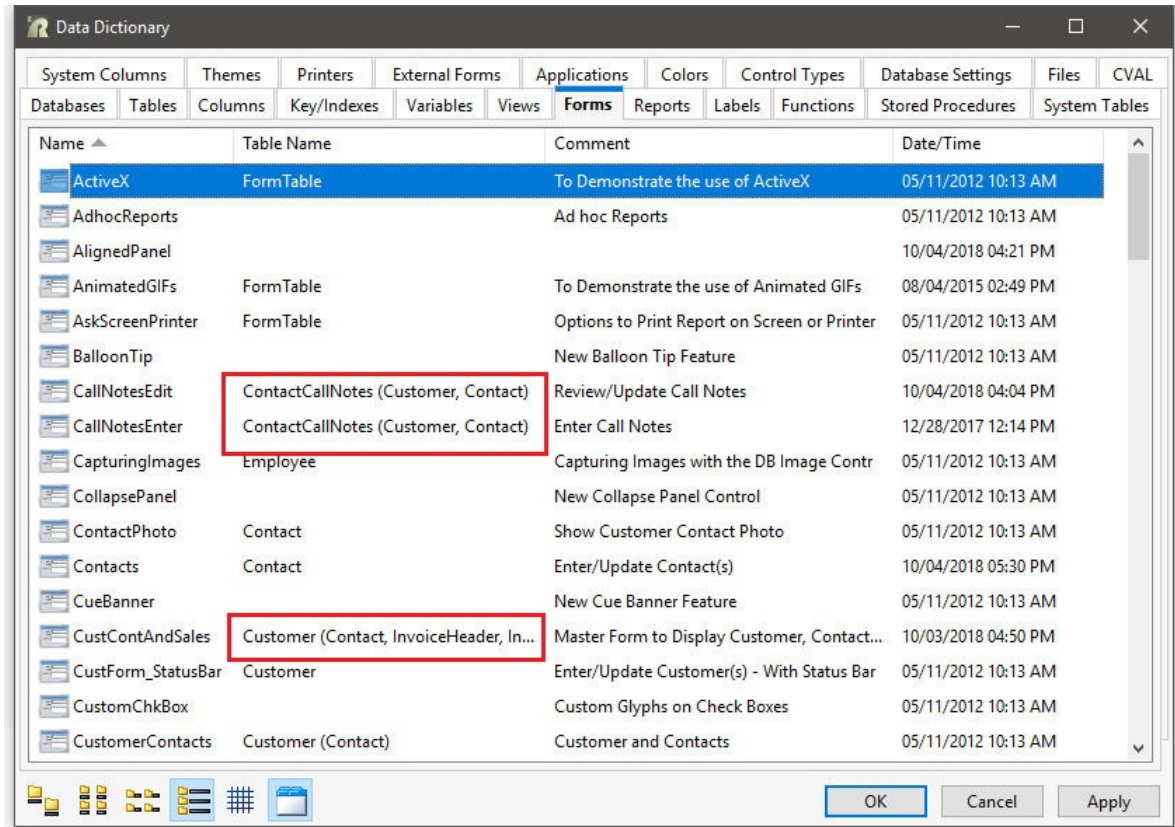 Data Dictionary
System Columns Themes Printers External Forms Applications Colors Control Types Database Settings Files CVAL
Databases Tables Columns Key/Indexes Variables Views Forms Reports Labels Functions Stored Procedures System Tables
Name Table Name Comment Date/Time
ActiveX FormTable To Demonstrate the use of ActiveX 05/11/2012 10:13 AM
AdhocReports Ad hoc Reports 05/11/2012 10:13 AM
AlignedPanel 10/04/2018 04:21 PM
AnimatedGIFs FormTable To Demonstrate the use of Animated GIFs 08/04/2015 02:49 PM
AskScreenPrinter FormTable Options to Print Report on Screen or Printer 05/11/2012 10:13 AM
BalloonTip New Balloon Tip Feature 05/11/2012 10:13 AM
CallNotesEdit ContactCallNotes (Customer, Contact) Review/Update Call Notes 10/04/2018 04:04 PM
CallNotesEnter ContactCallNotes (Customer, Contact) Enter Call Notes 12/28/2017 12:14 PM
CapturingImages Employee Capturing Images with the DB Image Contr 05/11/2012 10:13 AM
CollapsePanel New Collapse Panel Control 05/11/2012 10:13 AM
ContactPhoto Contact Show Customer Contact Photo 05/11/2012 10:13 AM
Contacts Contact Enter/Update Contact(s) 10/04/2018 05:30 PM
CueBanner New Cue Banner Feature 05/11/2012 10:13 AM
CustContAndSales Customer (Contact, InvoiceHeader, In... Master Form to Display Customer, Contact... 10/03/2018 04:50 PM
CustForm_StatusBar Customer Enter/Update Customer(s) - With Status Bar 05/11/2012 10:13 AM
CustomChkBox Custom Glyphs on Check Boxes 05/11/2012 10:13 AM
CustomerContacts Customer (Contact) Customer and Contacts 05/11/2012 10:13 AM
OK Cancel Apply